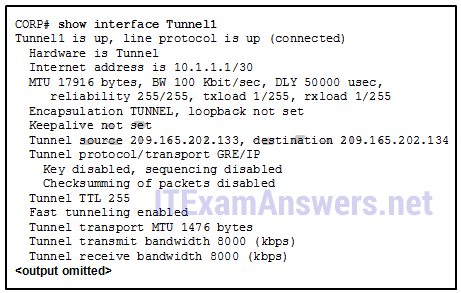 CORP# show interface Tunnel1
Tunnel1 is up, line protocol is up (connected)
Hardware is Tunnel
Internet address is 10.1.1.1/30
MTU 17916 bytes, BW 100 Kbit/sec, DLY 50000 usec,
reliability 255/255, txload 1/255, rxload 1/255
Encapsulation TUNNEL, loopback not set
Keepalive not set
Tunnel source 209.165.202.133, destination 209.165.202.134
Tunnel protocol/transport GRE/IP
Key disabled, sequencing disabled
Checksumming of packets disabled
Tunnel TTL 255
ITExamAnswers.net
Fast tunneling enabled
Tunnel transport MTU 1476 bytes
Tunnel transmit bandwidth 8000 (kbps)
Tunnel receive bandwidth 8000 (kbps)
<output omitted>